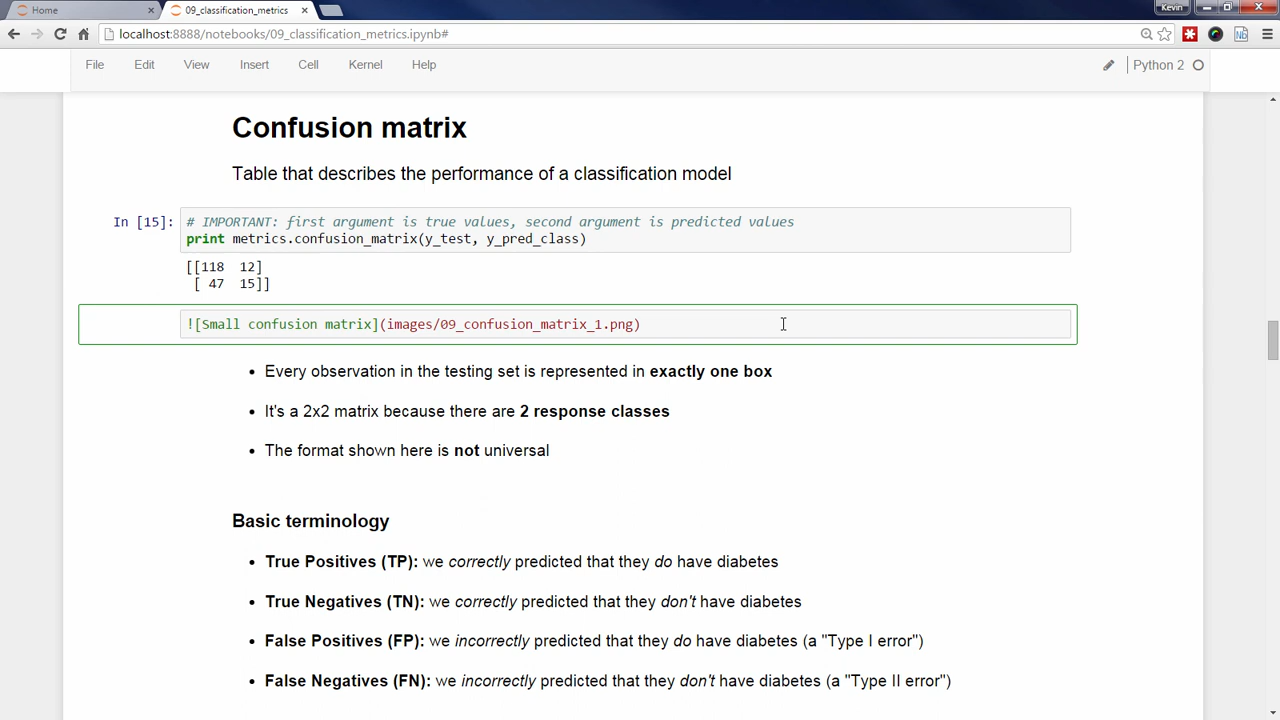 Home
09_classification_metrics
Kevin
localhost:8888/notebooks/09_classification_metrics.ipynb#
File Edit View Insert Cell Kernel Help Python 2
Confusion matrix
Table that describes the performance of a classification model
In [15]: # IMPORTANT: first argument is true values, second argument is predicted values
print metrics.confusion_matrix(y_test, y_pred_class)
[[118 12]
[ 47 15]]
![Small confusion matrix](images/09_confusion_matrix_1.png)
• Every observation in the testing set is represented in exactly one box
• It's a 2x2 matrix because there are 2 response classes
• The format shown here is not universal
Basic terminology
• True Positives (TP): we correctly predicted that they do have diabetes
• True Negatives (TN): we correctly predicted that they don't have diabetes
• False Positives (FP): we incorrectly predicted that they do have diabetes (a "Type I error")
• False Negatives (FN): we incorrectly predicted that they don't have diabetes (a "Type II error")